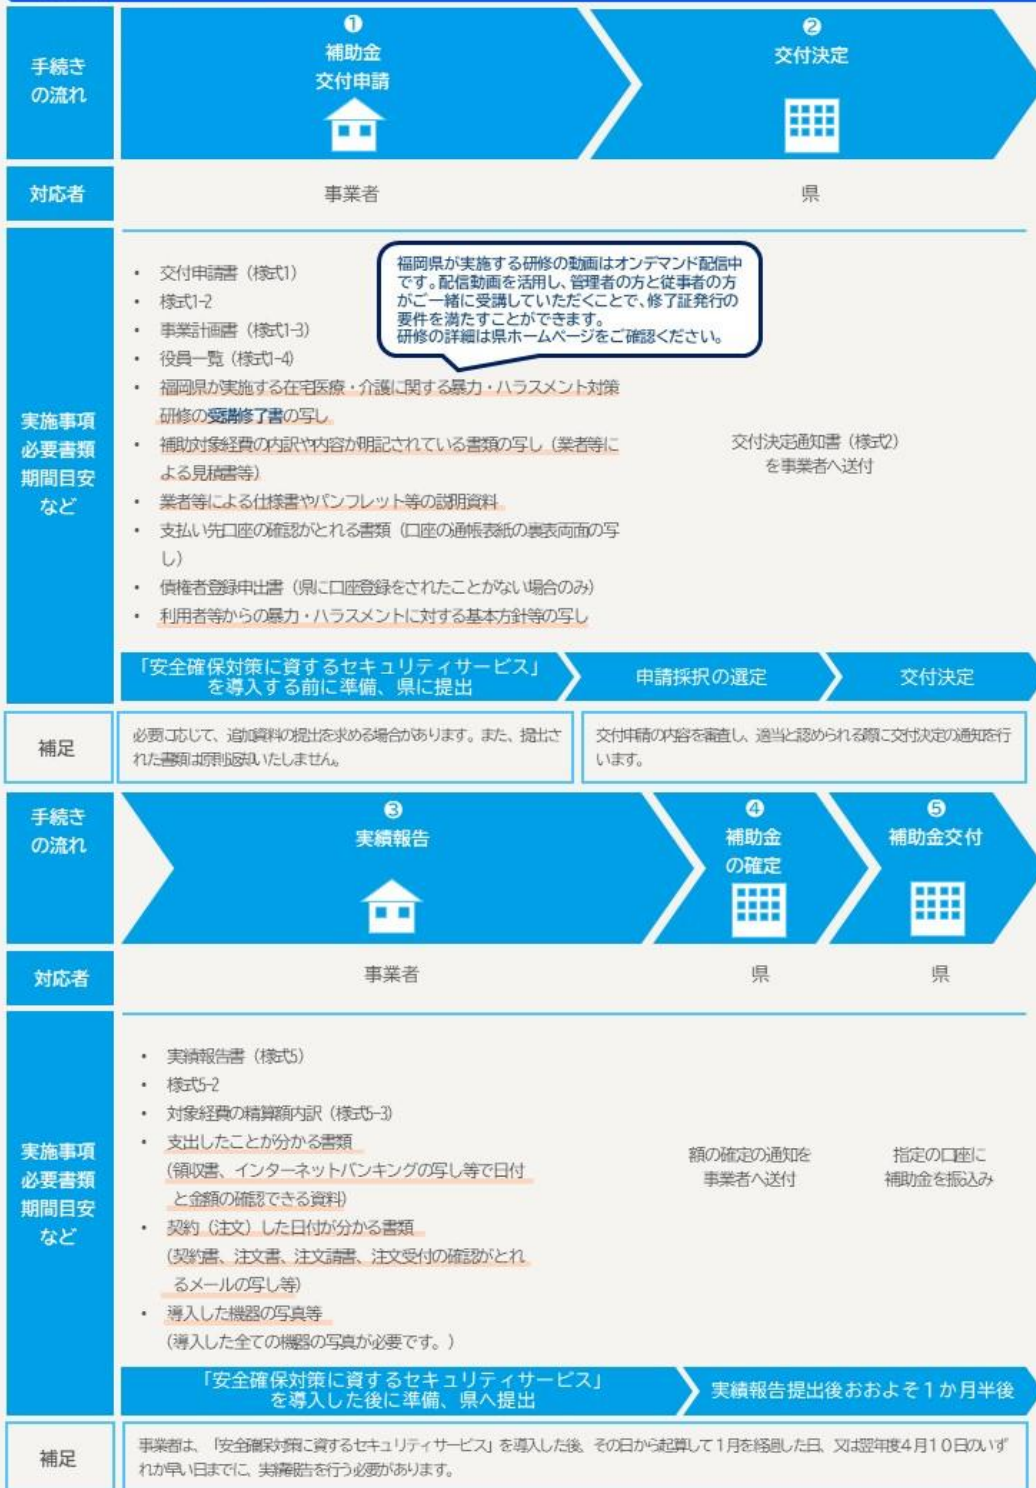 手続き
の流れ
❶
補助金
交付申請
❷
交付決定
対応者
事業者
県
実施事項
必要書類
期間目安
など
・ 交付申請書（様式1）
・ 様式1-2
・ 事業計画書（様式1-3）
・ 役員一覧（様式1-4）
・ 福岡県が実施する在宅医療・介護に関する暴力・ハラスメント対策
研修の受講修了書の写し
・ 補助対象経費の内訳や内容が明記されている書類の写し（業者等に
よる見積書等）
・ 業者等による仕様書やパンフレット等の説明資料
・ 支払い先口座の確認がとれる書類（口座の通帳表紙の裏表両面の写
し）
・ 債権者登録申出書（県に口座登録をされたことがない場合のみ）
・ 利用者等からの暴力・ハラスメントに対する基本方針等の写し
福岡県が実施する研修の動画はオンデマンド配信中
です。配信動画を活用し、管理者の方と従事者の方
がご一緒に受講していただくことで、修了証発行の
要件を満たすことができます。
研修の詳細は県ホームページをご確認ください。
交付決定通知書（様式2）
を事業者へ送付
「安全確保対策に資するセキュリティサービス」
を導入する前に準備、県に提出
申請採択の選定
交付決定
補足
必要に応じて、追加資料の提出を求める場合があります。また、提出さ
れた書類は原則返却いたしません。
交付申請の内容を審査し、適当と認められる際に交付決定の通知を行
います。
手続き
の流れ
❸
実績報告
❹
補助金
の確定
❺
補助金交付
対応者
事業者
県
県
実施事項
必要書類
期間目安
など
・ 実績報告書（様式5）
・ 様式5-2
・ 対象経費の精算額内訳（様式5-3）
・ 支出したことが分かる書類
（領収書、インターネットバンキングの写し等で日付
と金額の確認できる資料）
・ 契約（注文）した日付が分かる書類
（契約書、注文書、注文請書、注文受付の確認がとれ
るメールの写し等）
・ 導入した機器の写真等
（導入した全ての機器の写真が必要です。）
額の確定の通知を
事業者へ送付
指定の口座に
補助金を振込み
「安全確保対策に資するセキュリティサービス」
を導入した後に準備、県へ提出
実績報告提出後おおよそ１か月半後
補足
事業者は、「安全確保対策に資するセキュリティサービス」を導入した後、その日から起算して１月を経過した日、又は翌年度４月１０日のいず
れか早い日までに、実績報告を行う必要があります。